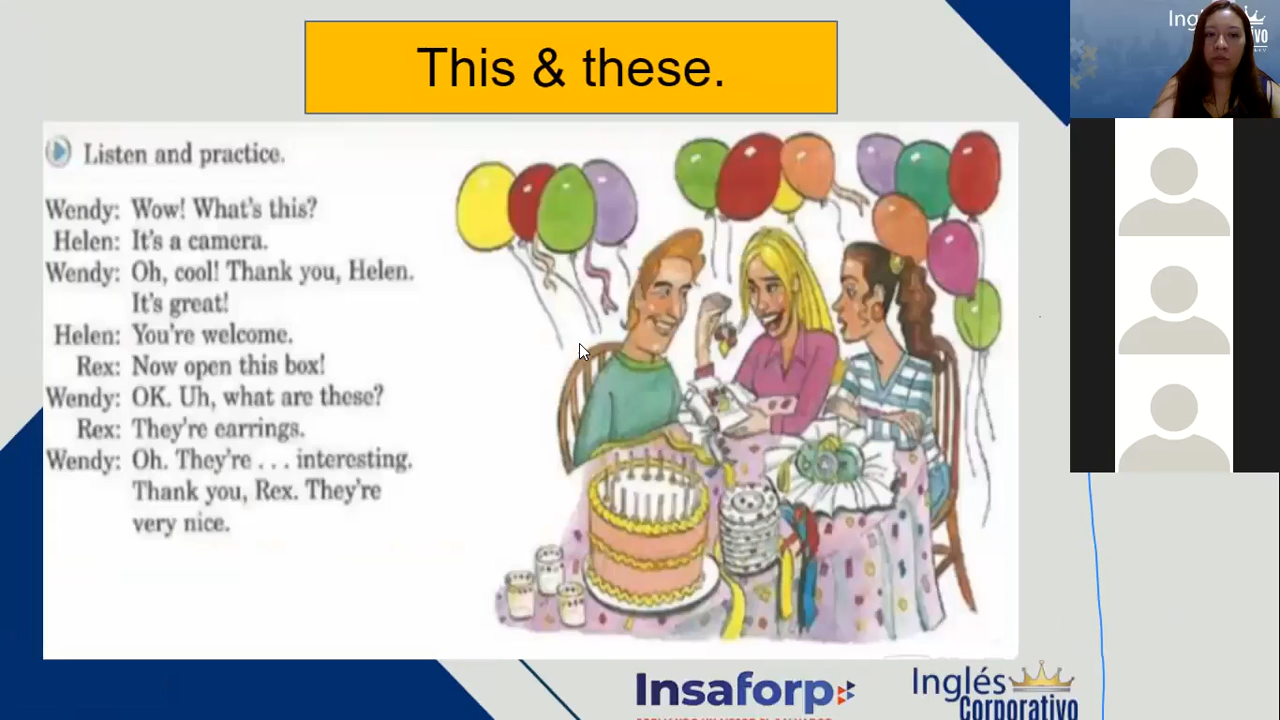 This & these.
Listen and practice.
Wendy: Wow! What's this?
Helen: It's a camera.
Wendy: Oh, cool! Thank you, Helen.
It's great!
Helen: You're welcome.
Rex: Now open this box!
Wendy: OK. Uh, what are these?
Rex: They're earrings.
Wendy: Oh. They're . . . interesting.
Thank you, Rex. They're
very nice.
Insaforp
Inglés
Corporativo